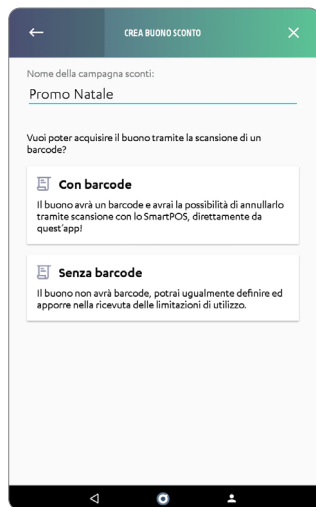 CREA BUONO SCONTO
Nome della campagna sconti:
Promo Natale
Vuoi poter acquisire il buono tramite la scansione di un
barcode?
Con barcode
Il buono avrà un barcode e avrai la possibilità di annullarlo
tramite scansione con lo SmartPOS, direttamente da
quest'app!
Senza barcode
Il buono non avrà barcode, potrai ugualmente definire ed
apporre nella ricevuta delle limitazioni di utilizzo.